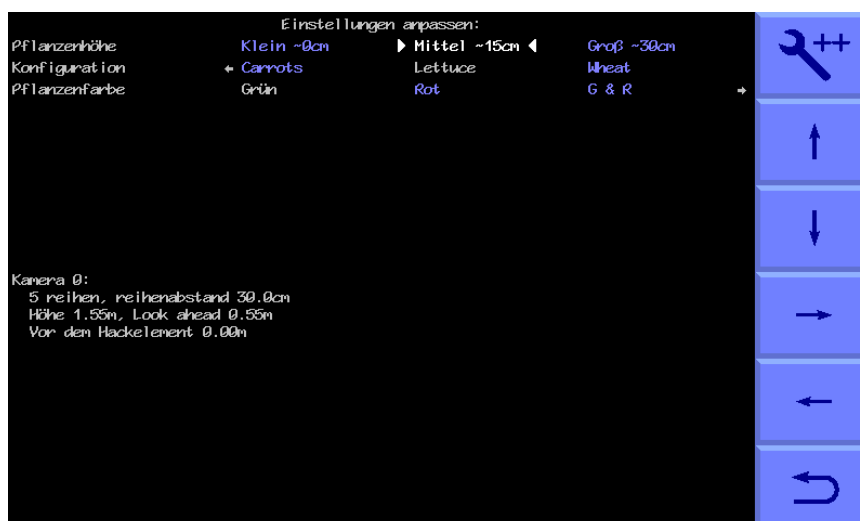 Einstellungen anpassen:
Pflanzenhöhe Klein ~0cm Mittel ~15cm Groß ~30cm
Konfiguration Carrots Lettuce Wheat
Pflanzenfarbe Grün Rot G & R
++
Kamera 0:
5 reihen, reihenabstand 30.0cm
Höhe 1.55m, Look ahead 0.55m
Vor dem Hackelement 0.00m